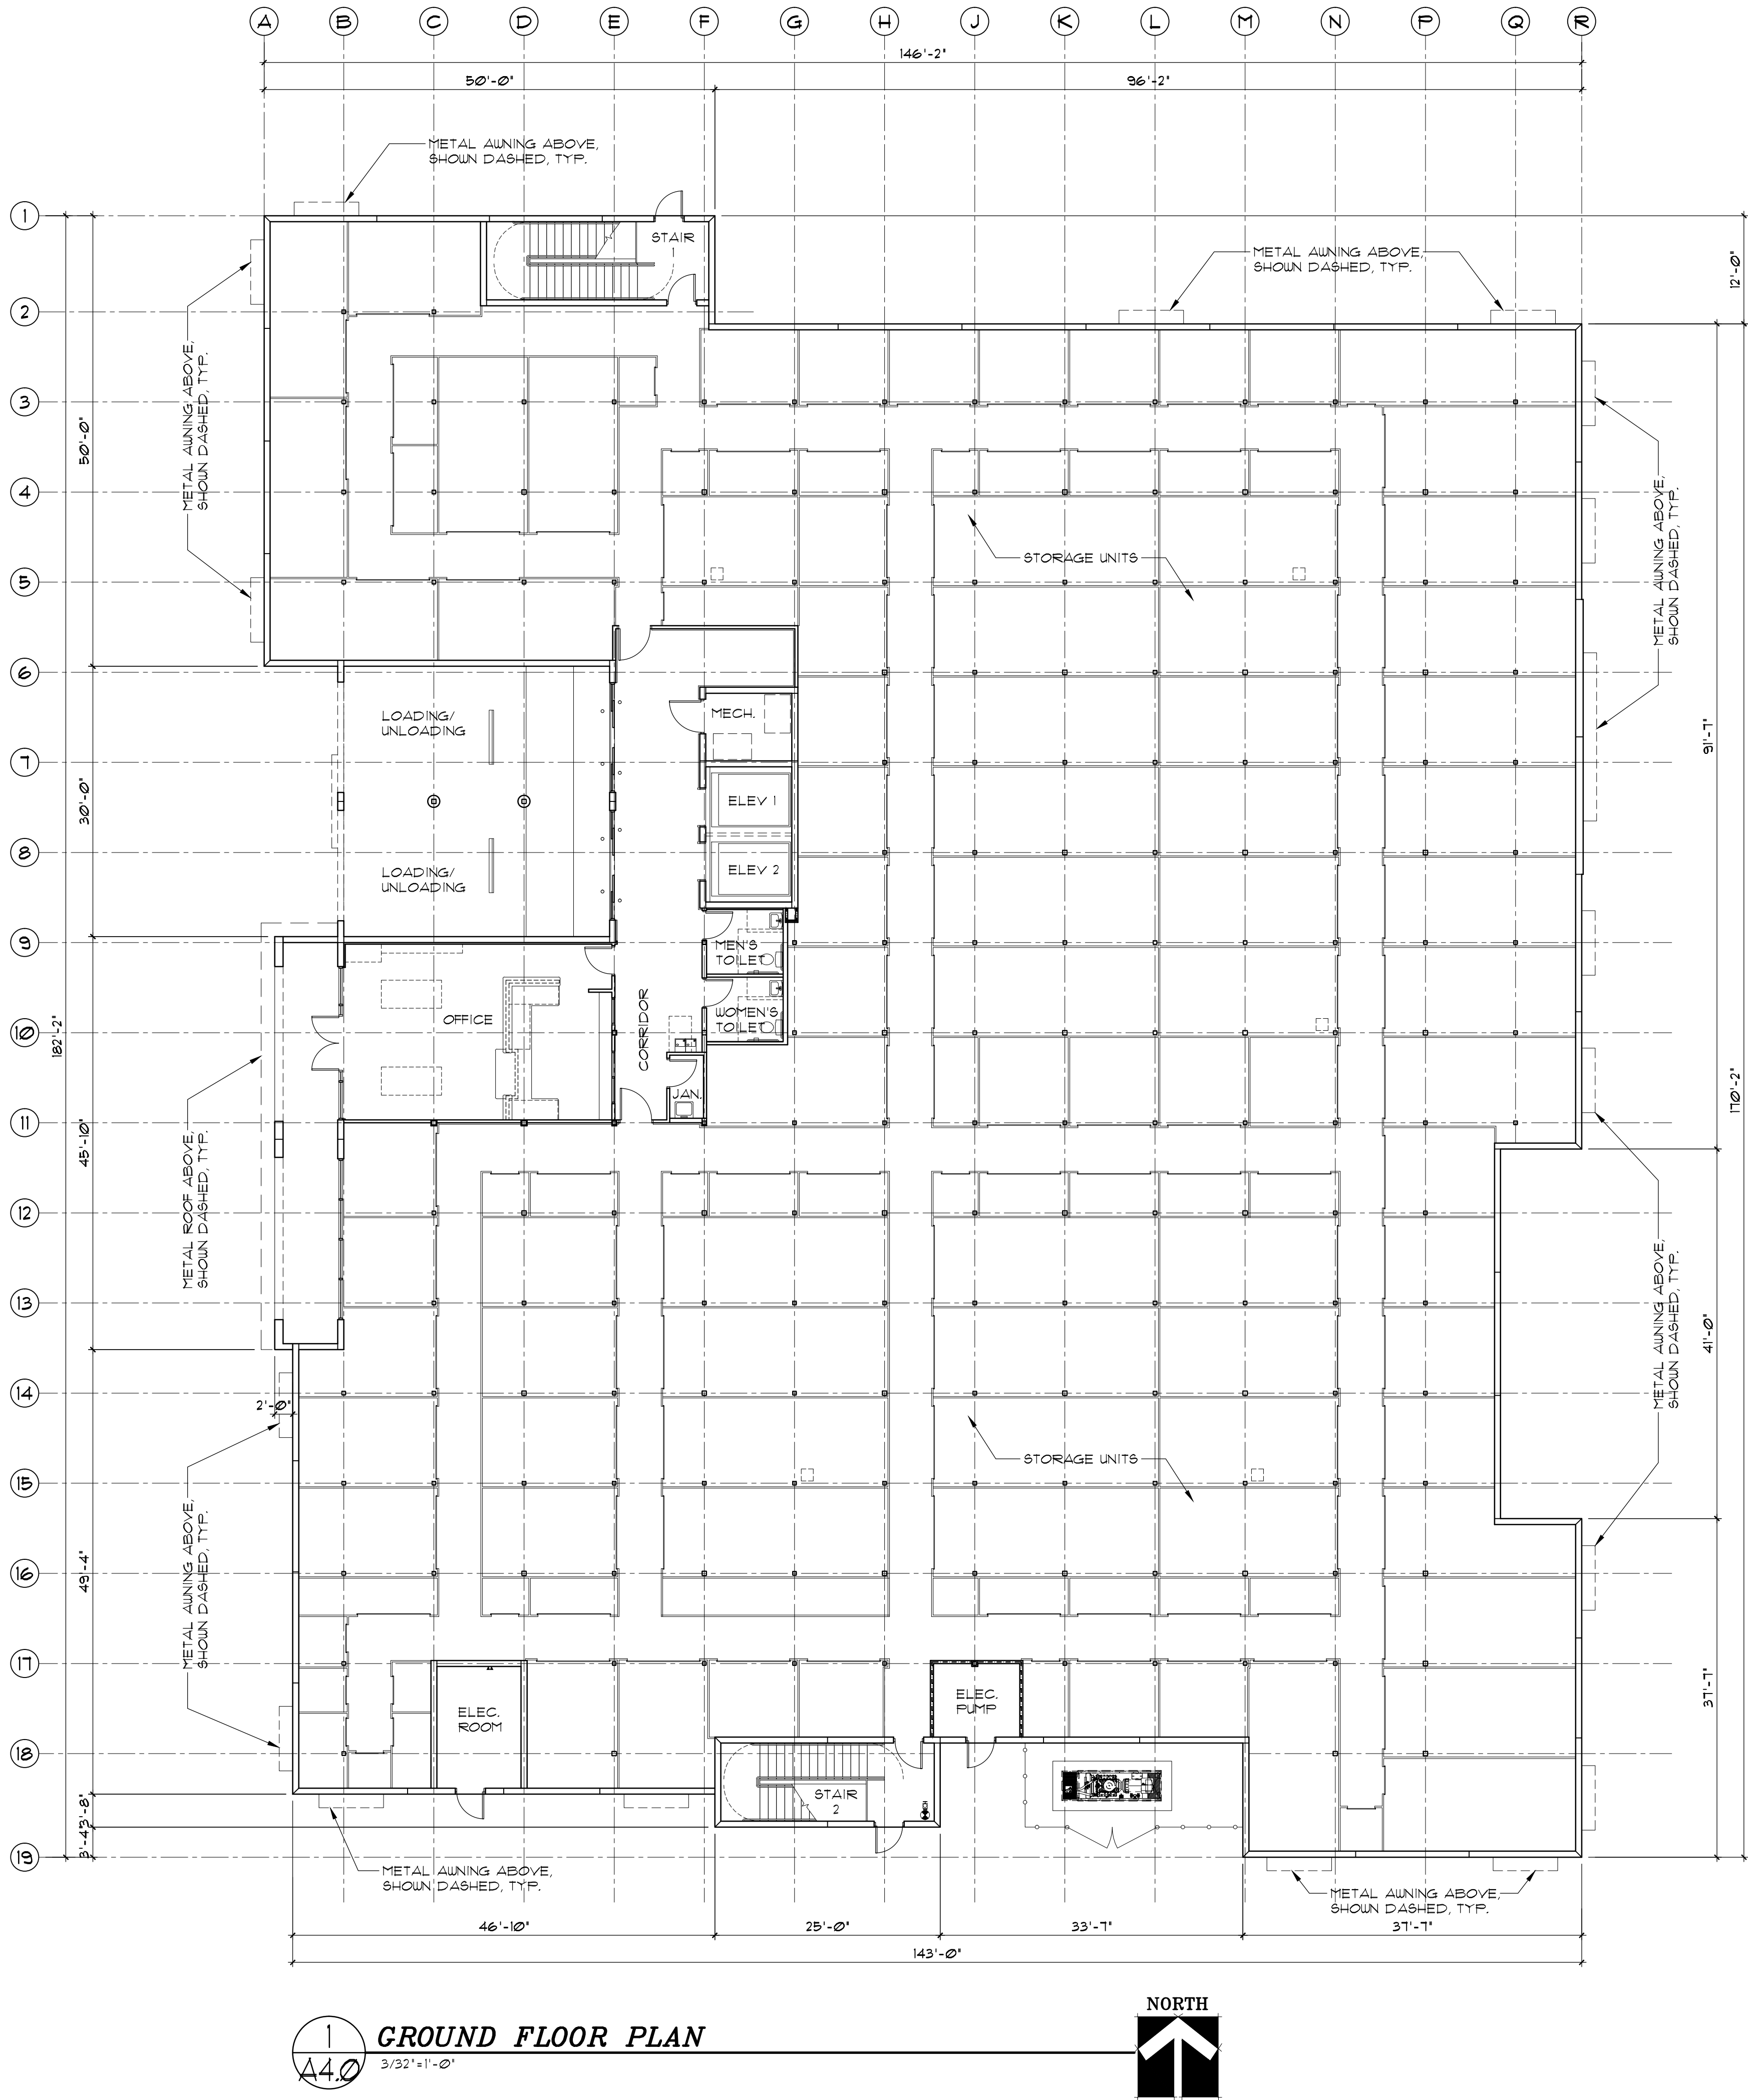 A B C D E F G H J K L M N P Q R
146'-2"
50'-0"
96'-2"
METAL AWNING ABOVE,
SHOWN DASHED, TYP.
1
STAIR
1
METAL AWNING ABOVE,
SHOWN DASHED, TYP.
12'-0"
2
METAL AWNING ABOVE,
SHOWN DASHED, TYP.
3
50'-0"
4
METAL AWNING ABOVE,
SHOWN DASHED, TYP.
STORAGE UNITS
5
6
LOADING/
UNLOADING
MECH.
91'-7"
7
30'-0"
ELEV 1
8
LOADING/
UNLOADING
ELEV 2
9
MEN'S
TOILET
OFFICE
CORRIDOR
WOMEN'S
TOILET
10
182'-2"
JAN.
170'-2"
11
45'-10"
METAL ROOF ABOVE,
SHOWN DASHED, TYP.
12
13
METAL AWNING ABOVE,
SHOWN DASHED, TYP.
41'-0"
14
2'-0"
STORAGE UNITS
15
METAL AWNING ABOVE,
SHOWN DASHED, TYP.
16
49'-4"
17
ELEC.
ROOM
ELEC.
PUMP
37'-7"
18
STAIR
2
3'-8"
3'-4"
19
METAL AWNING ABOVE,
SHOWN DASHED, TYP.
METAL AWNING ABOVE,
SHOWN DASHED, TYP.
46'-10"
25'-0"
33'-7"
37'-7"
143'-0"
NORTH
1
A4.0
GROUND FLOOR PLAN
3/32"=1'-0"